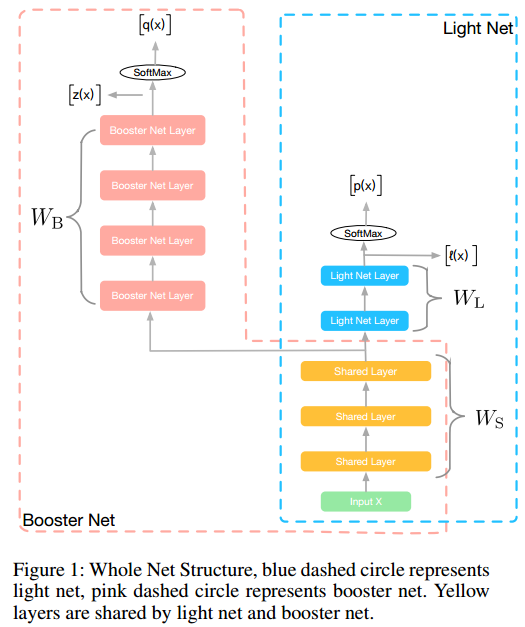 [q(x)]
Light Net
SoftMax
[z(x)]
Booster Net Layer
Booster Net Layer
Booster Net Layer
Booster Net Layer
W_B
[p(x)]
SoftMax
[ℓ(x)]
Light Net Layer
Light Net Layer
W_L
Shared Layer
Shared Layer
Shared Layer
W_S
Input X
Booster Net
Figure 1: Whole Net Structure, blue dashed circle represents
light net, pink dashed circle represents booster net. Yellow
layers are shared by light net and booster net.